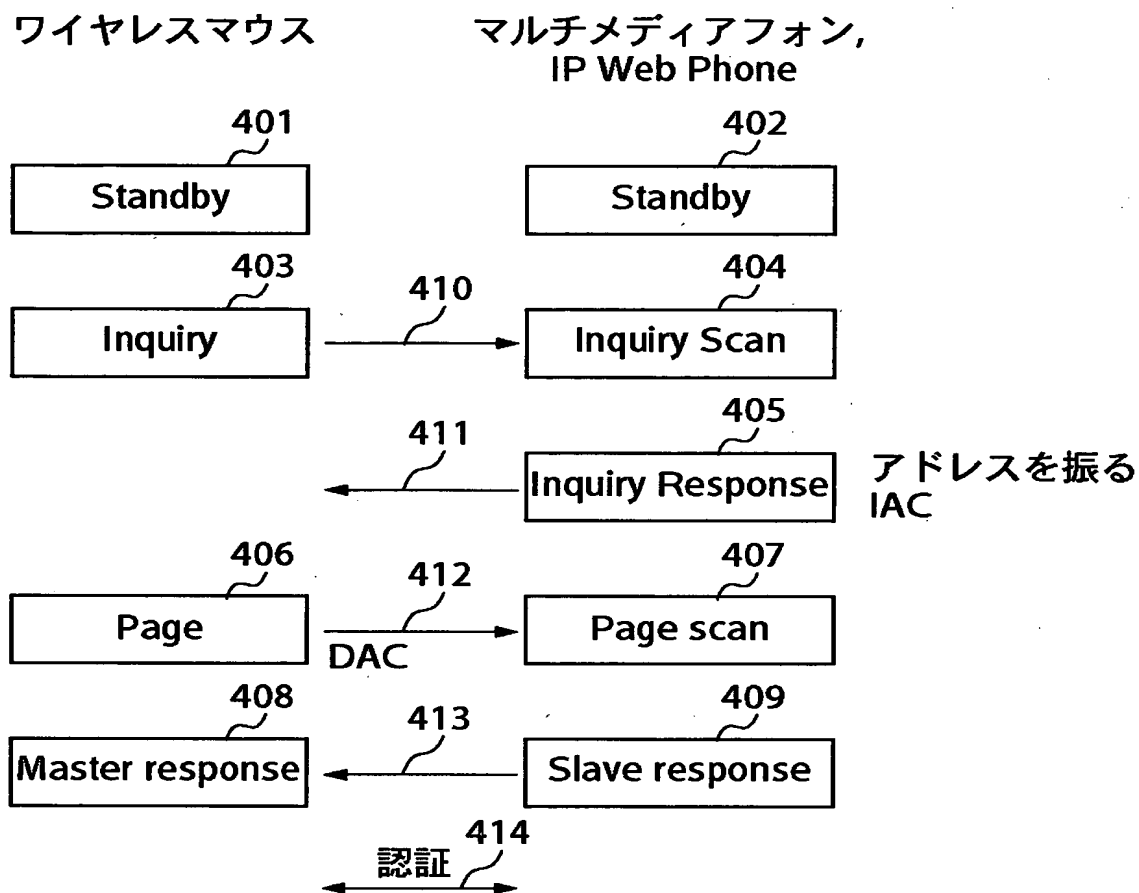 ワイヤレスマウス
マルチメディアフォン,
IP Web Phone
401
402
Standby
Standby
403
410
404
Inquiry
Inquiry Scan
411
405
Inquiry Response
アドレスを振る
IAC
406
412
407
Page
DAC
Page scan
408
413
409
Master response
Slave response
認証
414